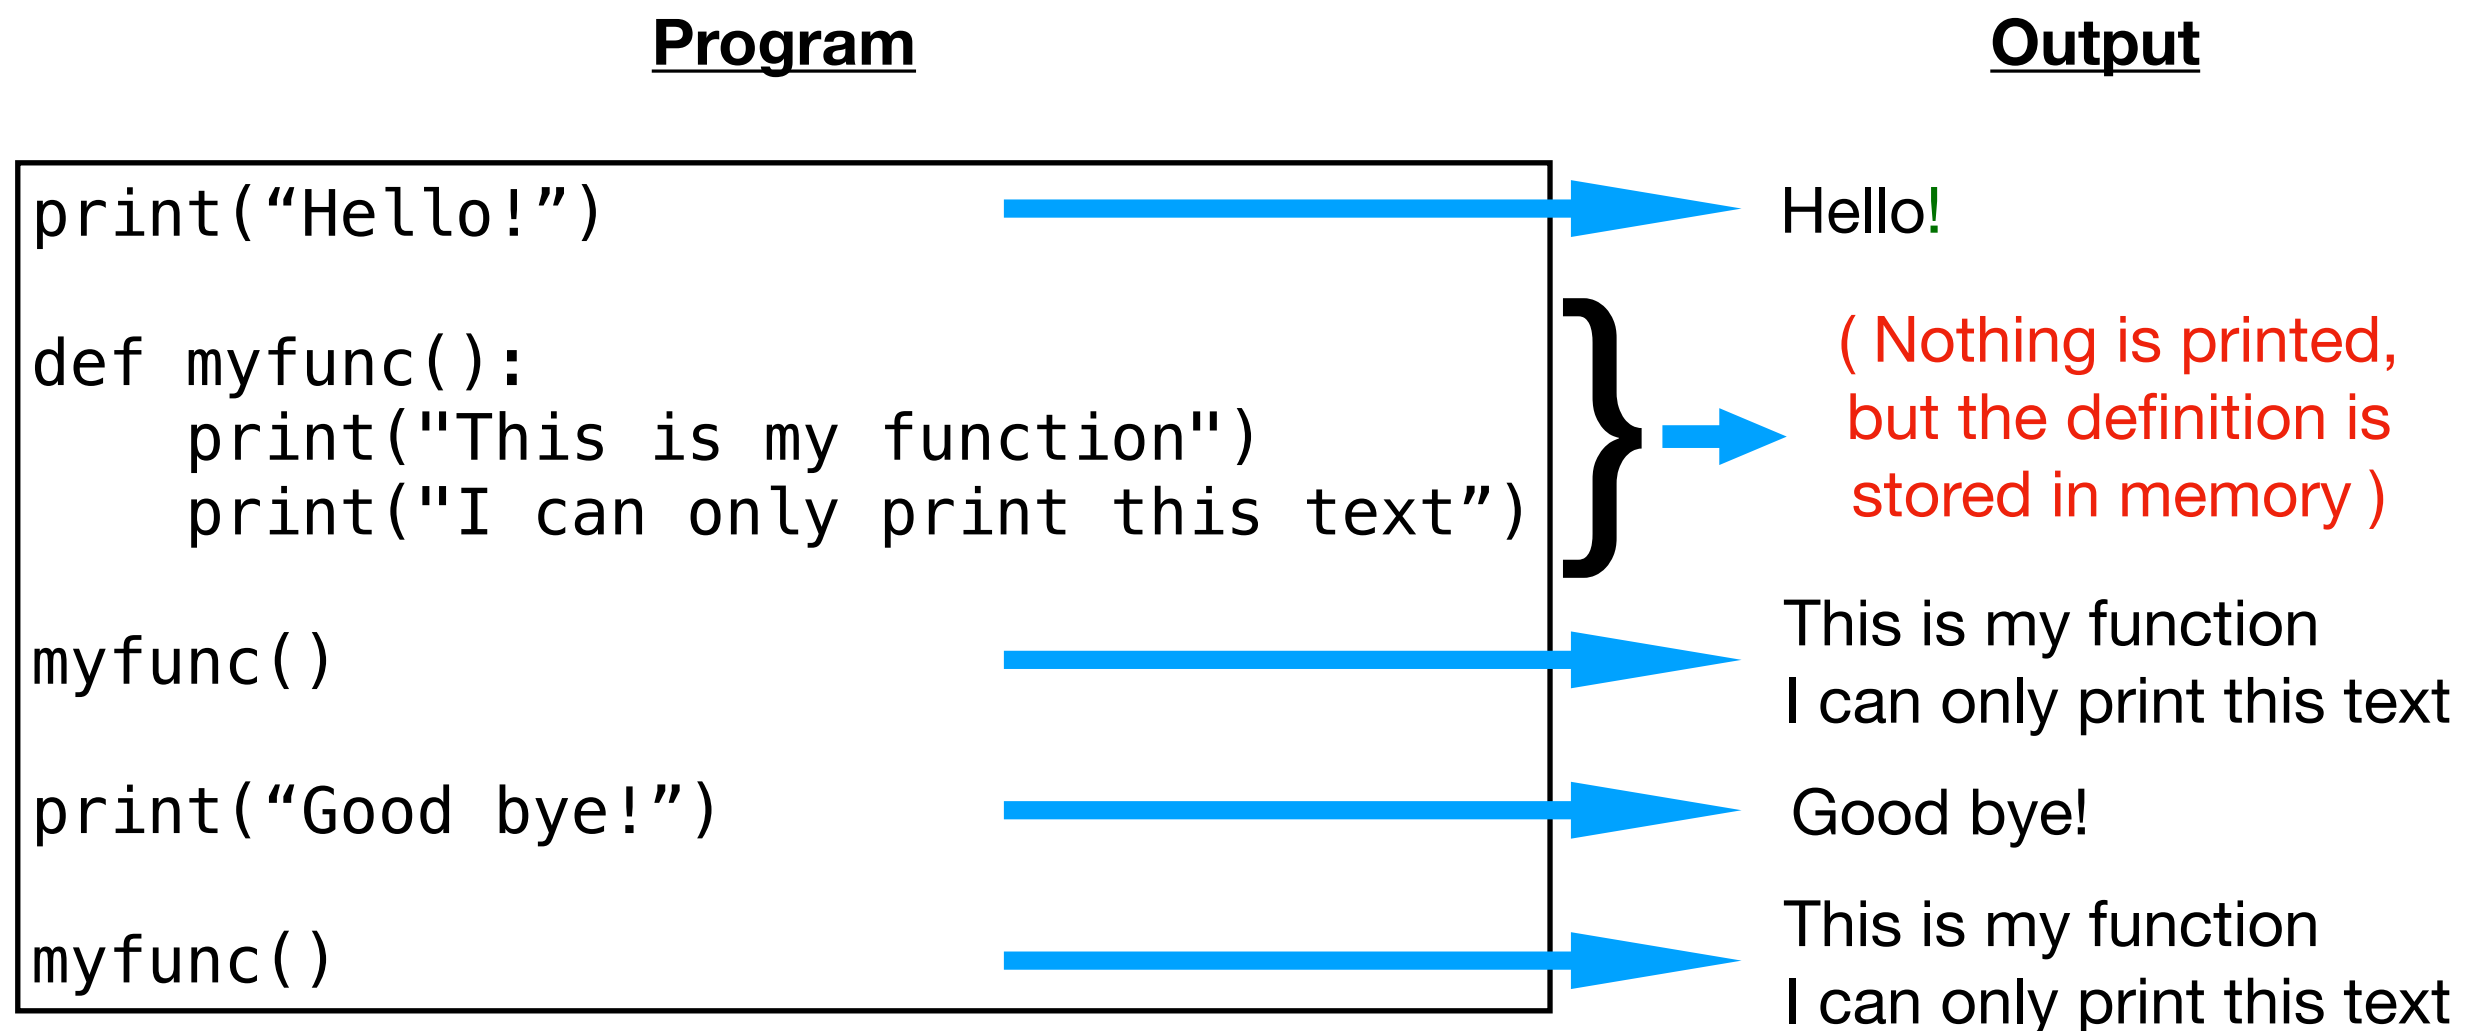 Program
Output
print(“Hello!”)
Hello!
def myfunc():
    print("This is my function")
    print("I can only print this text”)
( Nothing is printed,
but the definition is
stored in memory )
myfunc()
This is my function
I can only print this text
print(“Good bye!”)
Good bye!
myfunc()
This is my function
I can only print this text